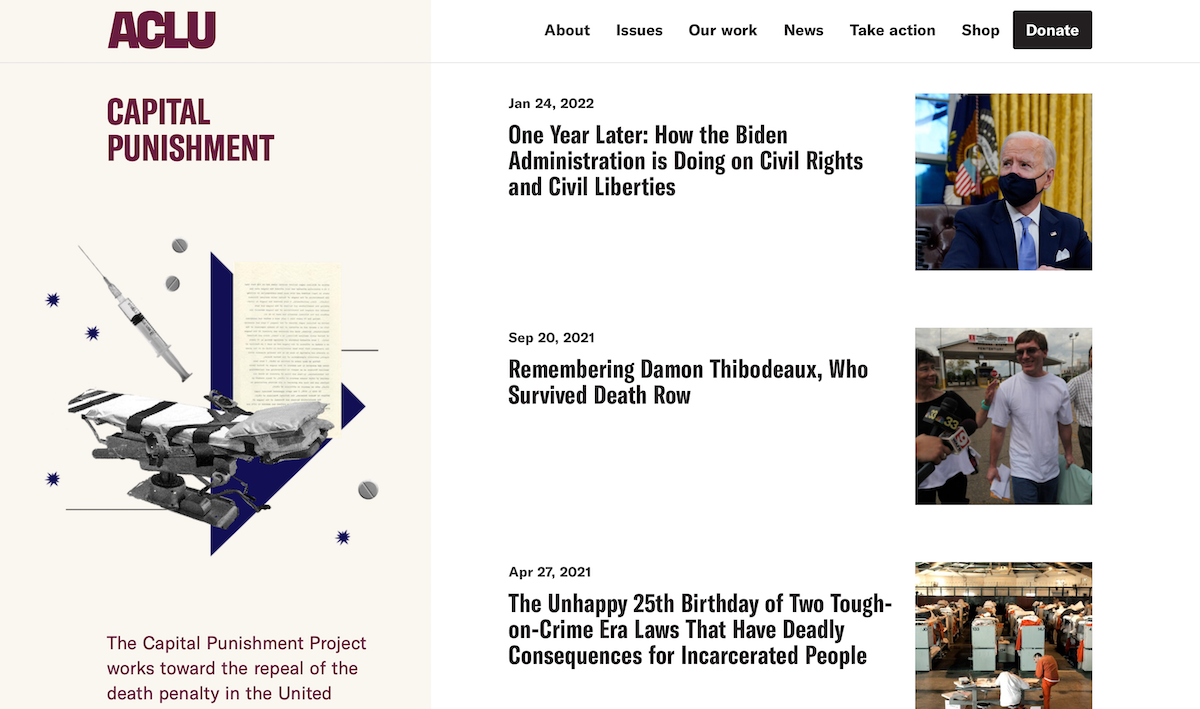 ACLU
About Issues Our work News Take action Shop Donate
CAPITAL
PUNISHMENT
The Capital Punishment Project
works toward the repeal of the
death penalty in the United
Jan 24, 2022
One Year Later: How the Biden
Administration is Doing on Civil Rights
and Civil Liberties
Sep 20, 2021
Remembering Damon Thibodeaux, Who
Survived Death Row
33
Apr 27, 2021
The Unhappy 25th Birthday of Two Tough-
on-Crime Era Laws That Have Deadly
Consequences for Incarcerated People